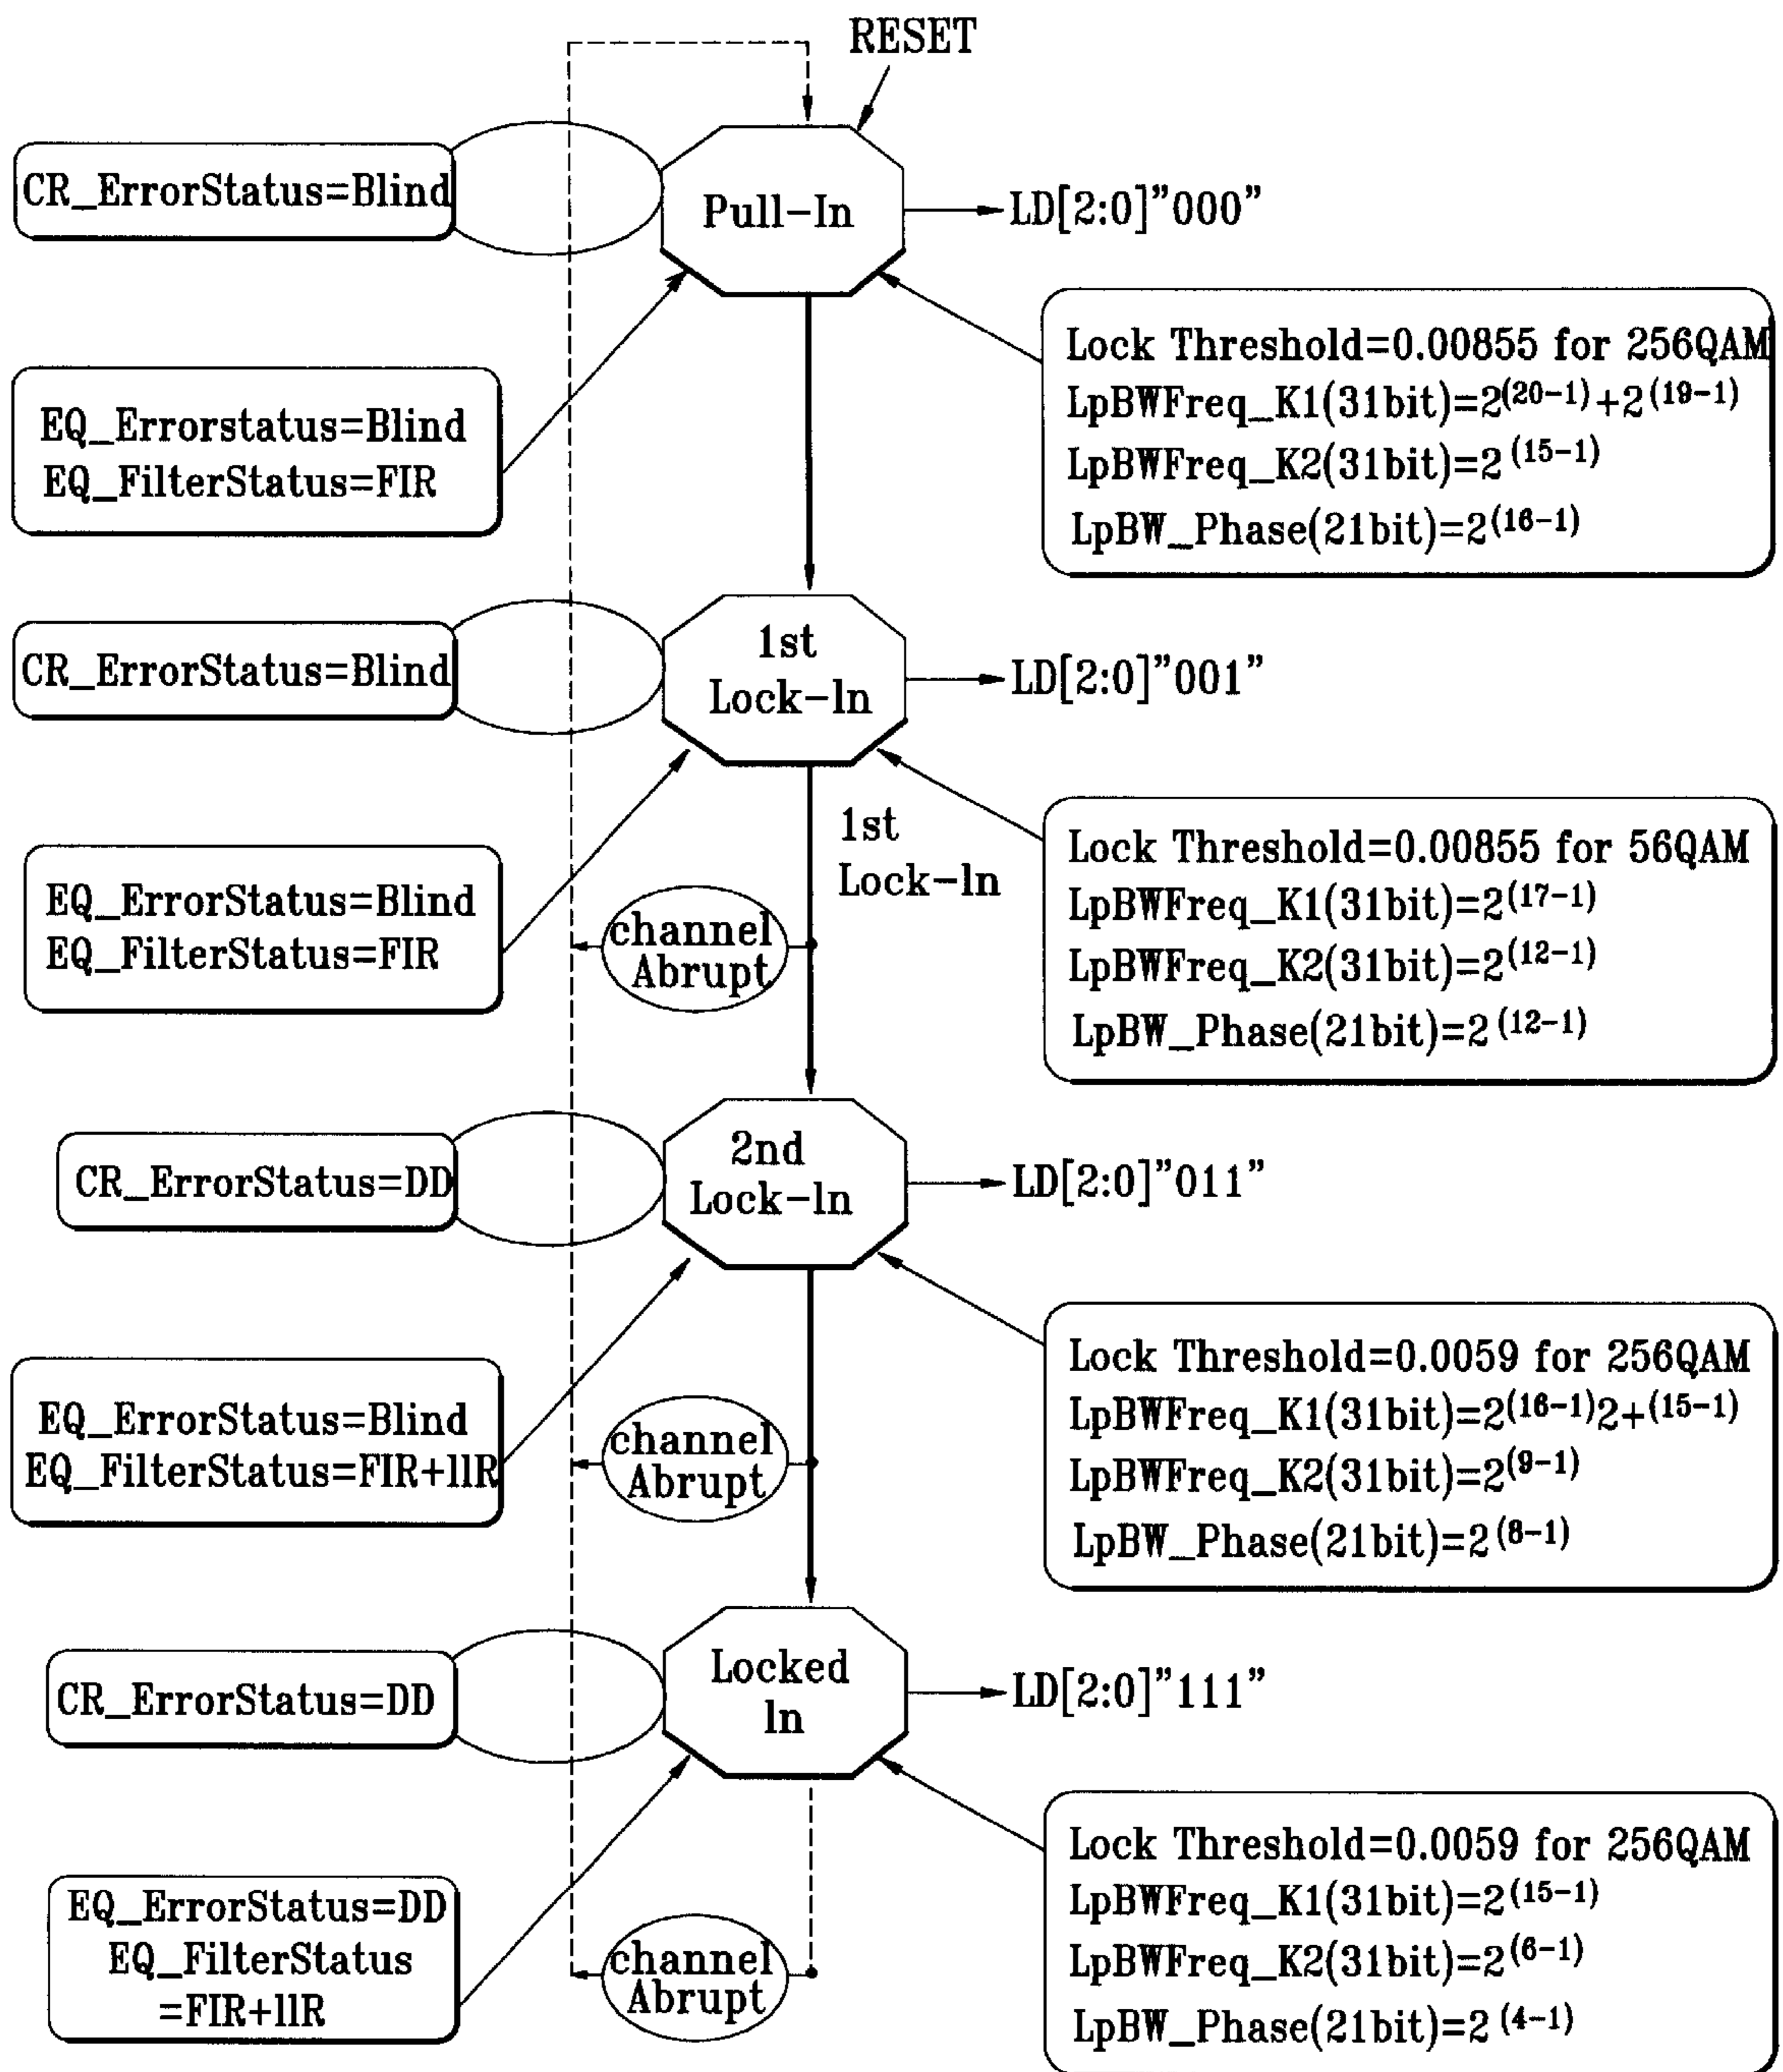 RESET
CR_ErrorStatus=Blind
Pull-In
LD[2:0]"000"
EQ_Errorstatus=Blind
EQ_FilterStatus=FIR
Lock Threshold=0.00855 for 256QAM
LpBWFreq_K1(31bit)=2^(20-1)+2^(19-1)
LpBWFreq_K2(31bit)=2^(15-1)
LpBW_Phase(21bit)=2^(16-1)
CR_ErrorStatus=Blind
1st
Lock-ln
LD[2:0]"001"
1st
Lock-ln
EQ_ErrorStatus=Blind
EQ_FilterStatus=FIR
channel
Abrupt
Lock Threshold=0.00855 for 56QAM
LpBWFreq_K1(31bit)=2^(17-1)
LpBWFreq_K2(31bit)=2^(12-1)
LpBW_Phase(21bit)=2^(12-1)
CR_ErrorStatus=DD
2nd
Lock-ln
LD[2:0]"011"
EQ_ErrorStatus=Blind
EQ_FilterStatus=FIR+llR
channel
Abrupt
Lock Threshold=0.0059 for 256QAM
LpBWFreq_K1(31bit)=2^(16-1)2+^(15-1)
LpBWFreq_K2(31bit)=2^(9-1)
LpBW_Phase(21bit)=2^(8-1)
CR_ErrorStatus=DD
Locked
ln
LD[2:0]"111"
EQ_ErrorStatus=DD
EQ_FilterStatus
=FIR+llR
channel
Abrupt
Lock Threshold=0.0059 for 256QAM
LpBWFreq_K1(31bit)=2^(15-1)
LpBWFreq_K2(31bit)=2^(6-1)
LpBW_Phase(21bit)=2^(4-1)